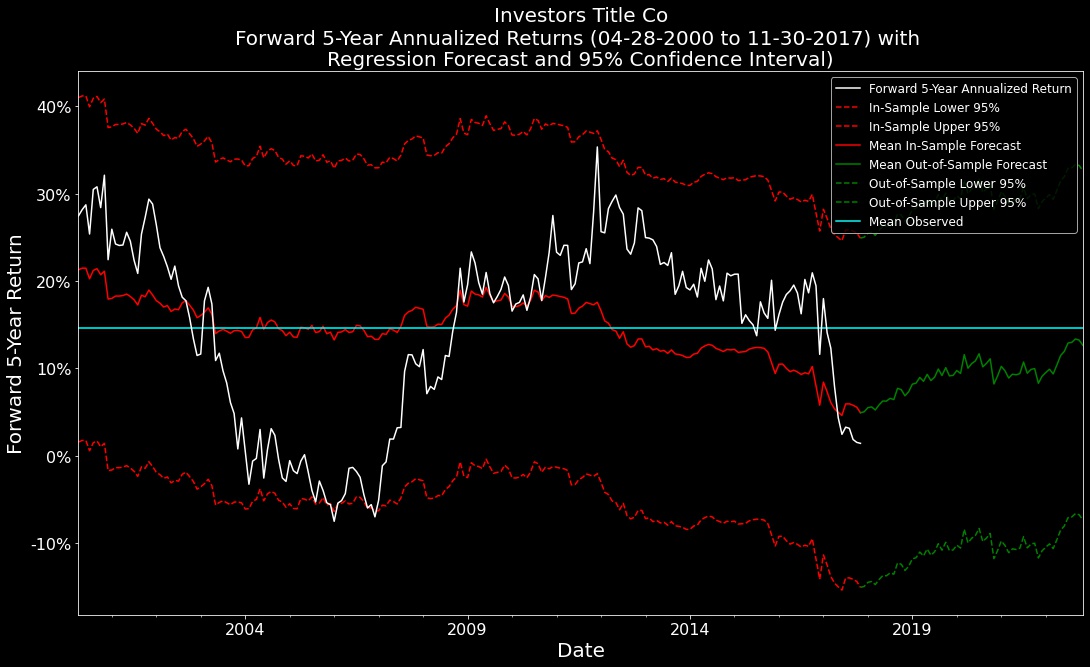 Investors Title Co
Forward 5-Year Annualized Returns (04-28-2000 to 11-30-2017) with
Regression Forecast and 95% Confidence Interval)
Forward 5-Year Annualized Return
In-Sample Lower 95%
In-Sample Upper 95%
Mean In-Sample Forecast
Mean Out-of-Sample Forecast
Out-of-Sample Lower 95%
Out-of-Sample Upper 95%
Mean Observed
Forward 5-Year Return
40%
30%
20%
10%
0%
-10%
2004
2009
2014
2019
Date